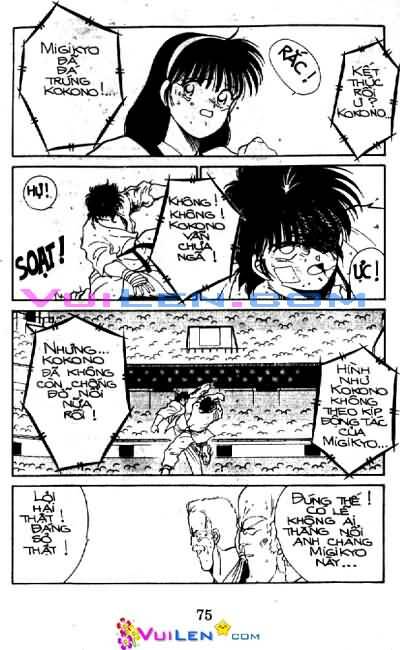 MIGIKYO
ĐÃ
ĐÁ
TRÚNG
KOKONO!...
RẮC!
KẾT
THÚC
RỒI
Ư?
KOKONO...
HỰ!
SOẠT!
KHÔNG!
KHÔNG!
KOKONO
VẪN
CHƯA
NGÃ!
ỰC!
VUILEN.COM
NHƯNG...
KOKONO
ĐÃ KHÔNG
CÒN CHỐNG
ĐỠ NỔI
NỮA
RỒI!
HÌNH
NHƯ
KOKONO
KHÔNG
THEO KỊP
ĐỘNG TÁC
CỦA
MIGIKYO...
LỢI
HẠI
THẬT!
ĐÁNG
SỢ
THẬT!
ĐÚNG THẾ!
CÓ LẼ
KHÔNG AI
THẮNG NỔI
ANH CHÀNG
MIGIKYO
NÀY...
75
VUILEN.COM